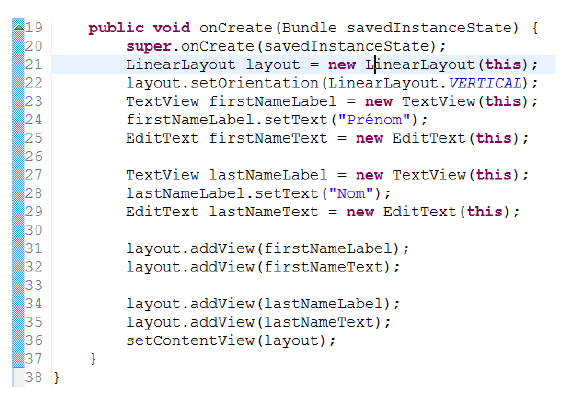 19 public void onCreate(Bundle savedInstanceState) {
20 super.onCreate(savedInstanceState);
21 LinearLayout layout = new LinearLayout(this);
22 layout.setOrientation(LinearLayout.VERTICAL);
23 TextView firstNameLabel = new TextView(this);
24 firstNameLabel.setText("Prénom");
25 EditText firstNameText = new EditText(this);
26
27 TextView lastNameLabel = new TextView(this);
28 lastNameLabel.setText("Nom");
29 EditText lastNameText = new EditText(this);
30
31 layout.addView(firstNameLabel);
32 layout.addView(firstNameText);
33
34 layout.addView(lastNameLabel);
35 layout.addView(lastNameText);
36 setContentView(layout);
37 }
38 }